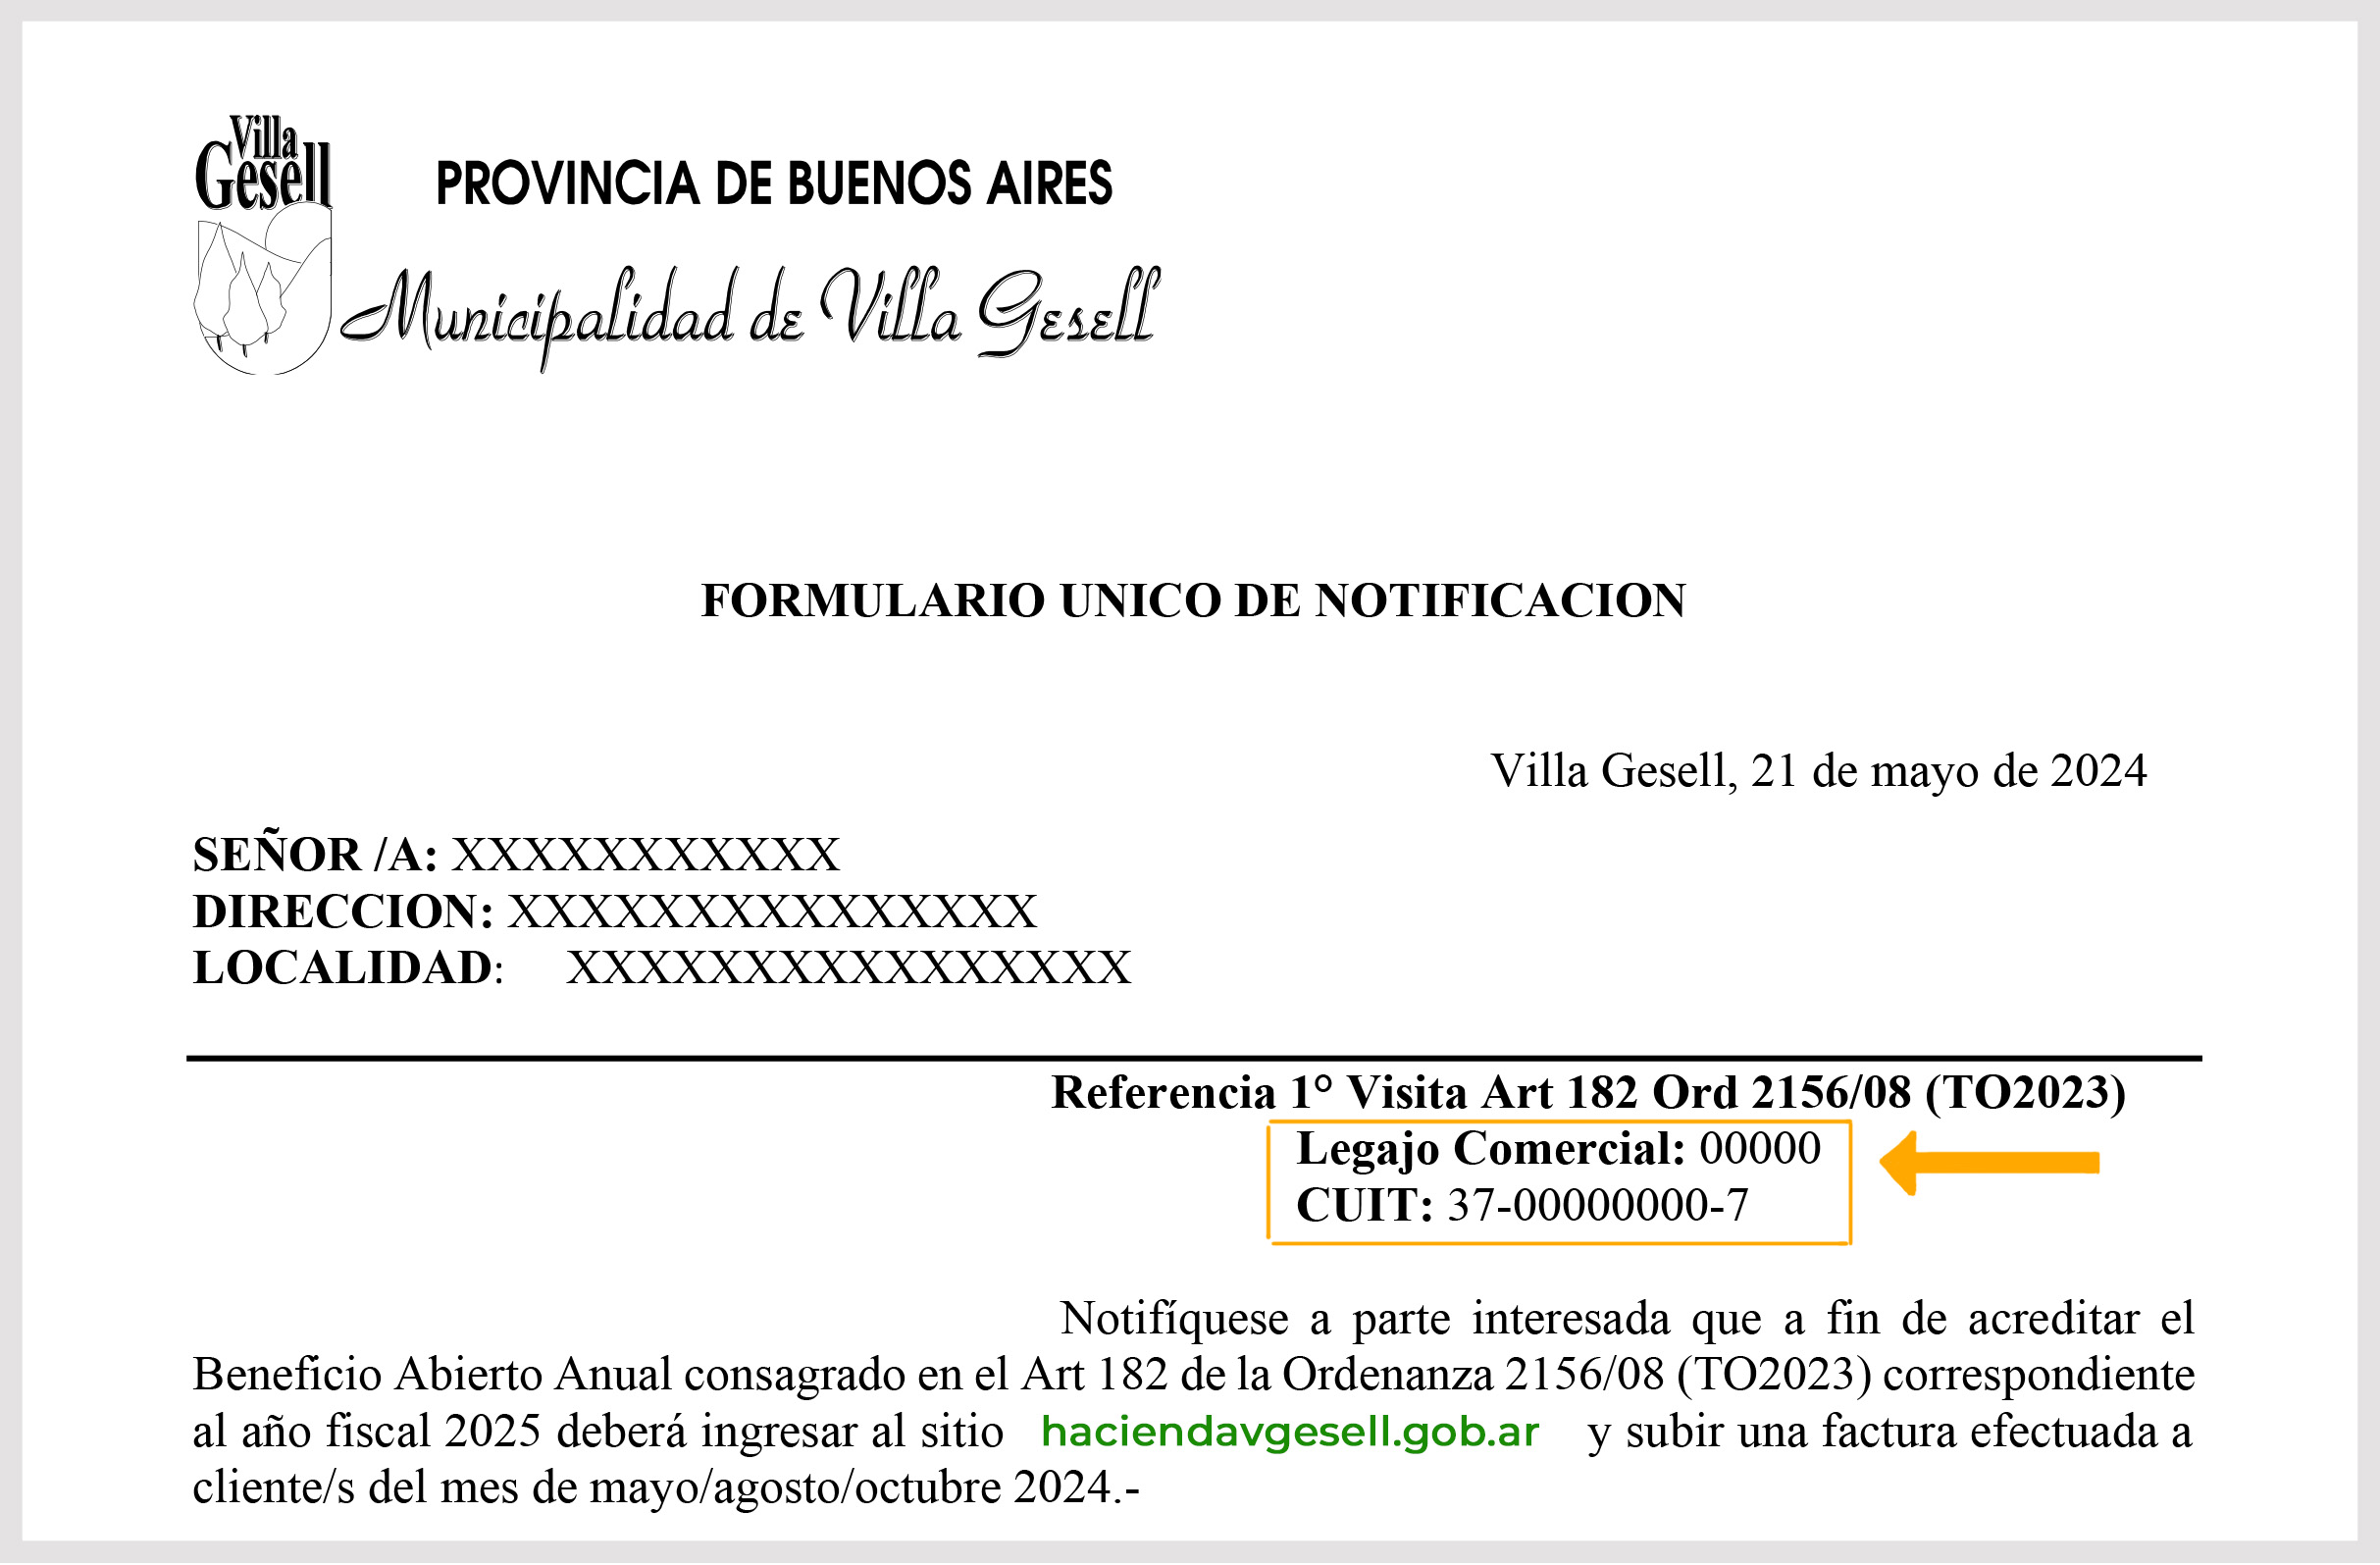 Villa
Gesell
PROVINCIA DE BUENOS AIRES
Municipalidad de Villa Gesell
FORMULARIO UNICO DE NOTIFICACION
Villa Gesell, 21 de mayo de 2024
SEÑOR /A: XXXXXXXXXXX
DIRECCION: XXXXXXXXXXXXXXX
LOCALIDAD: XXXXXXXXXXXXXXXX
Referencia 1° Visita Art 182 Ord 2156/08 (TO2023)
Legajo Comercial: 00000
CUIT: 37-00000000-7
Notifíquese a parte interesada que a fin de acreditar el
Beneficio Abierto Anual consagrado en el Art 182 de la Ordenanza 2156/08 (TO2023) correspondiente
al año fiscal 2025 deberá ingresar al sitio haciendavgesell.gob.ar y subir una factura efectuada a
cliente/s del mes de mayo/agosto/octubre 2024.-